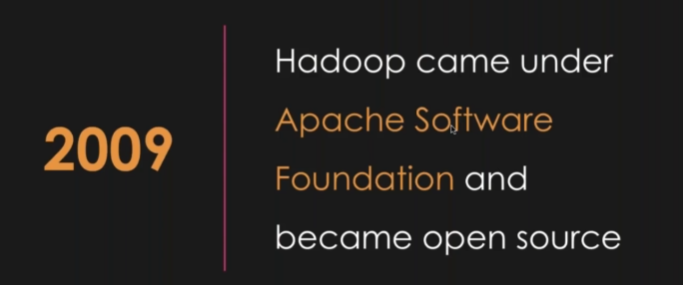 2009
Hadoop came under
Apache Software
Foundation and
became open source